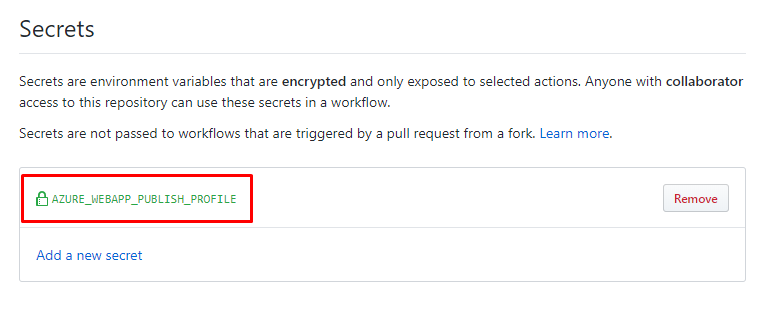 Secrets
Secrets are environment variables that are encrypted and only exposed to selected actions. Anyone with collaborator
access to this repository can use these secrets in a workflow.
Secrets are not passed to workflows that are triggered by a pull request from a fork. Learn more.
AZURE_WEBAPP_PUBLISH_PROFILE
Remove
Add a new secret